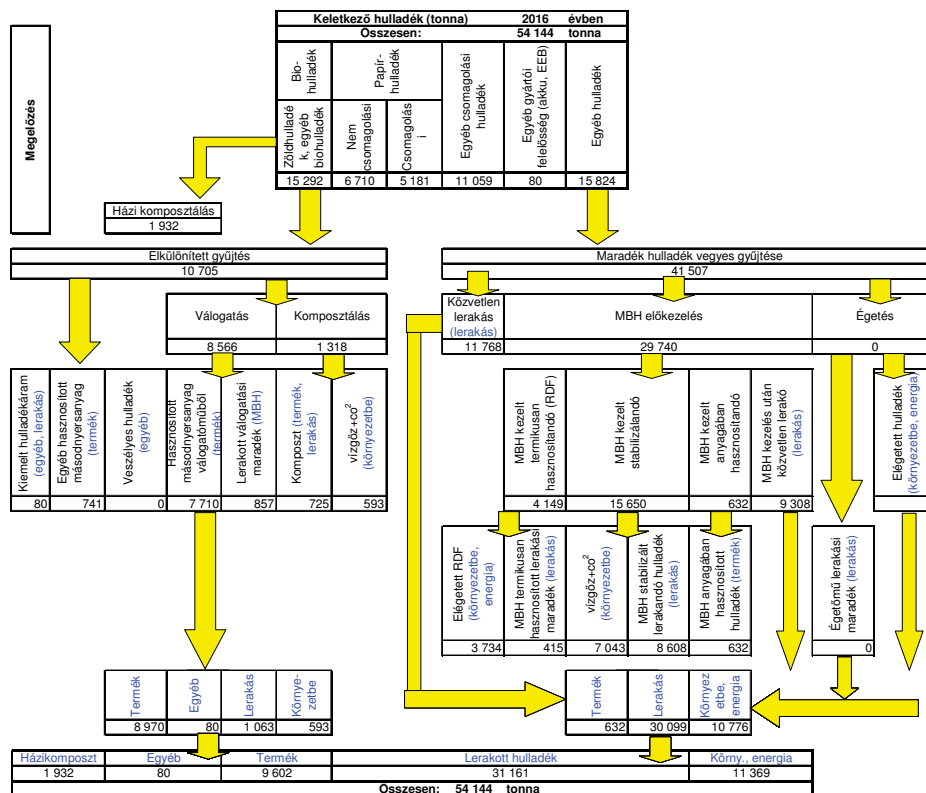 Keletkező hulladék (tonna) 2016 évben
Összesen: 54 144 tonna
Bio-hulladék
Papír-hulladék
Zöldhulladék, egyéb biohulladék
Nem csomagolási
Csomagolási
Egyéb csomagolási hulladék
Egyéb gyártói felelősség (akku, EEB)
Egyéb hulladék
15 292 6 710 5 181 11 059 80 15 824
Megelőzés
Házi komposztálás
1 932
Elkülönített gyűjtés
10 705
Maradék hulladék vegyes gyűjtése
41 507
Válogatás
8 566
Komposztálás
1 318
Közvetlen lerakás (lerakás)
11 768
MBH előkezelés
29 740
Égetés
0
Kiemelt hulladékáram (egyéb, lerakás)
80
Egyéb hasznosított másodnyersanyag (termék)
741
Veszélyes hulladék (egyéb)
0
Hasznosított másodnyersanyag válogatóműből (termék)
7 710
Lerakott válogatási maradék (MBH)
857
Komposzt (termék, lerakás)
725
vízgőz+co²
(környezetbe)
593
MBH kezelt termikusan hasznosítandó (RDF)
4 149
MBH kezelt stabilizálandó
15 650
MBH kezelt anyagában hasznosítandó
632
MBH kezelés után közvetlen lerakó (lerakás)
9 308
Elégetett hulladék (környezetbe, energia)
Elégetett RDF (környezetbe, energia)
3 734
MBH termikusan hasznosított lerakási maradék (lerakás)
415
vízgőz+co²
(környezetbe)
7 043
MBH stabilizált lerakandó hulladék (lerakás)
8 608
MBH anyagában hasznosított hulladék (termék)
632
Égetőmű lerakási maradék (lerakás)
0
Termék Egyéb Lerakás Környe-zetbe
8 970 80 1 063 593
Termék Lerakás Környezetbe, energia
632 30 099 10 776
Házikomposzt Egyéb Termék Lerakott hulladék Körny., energia
1 932 80 9 602 31 161 11 369
Összesen: 54 144 tonna